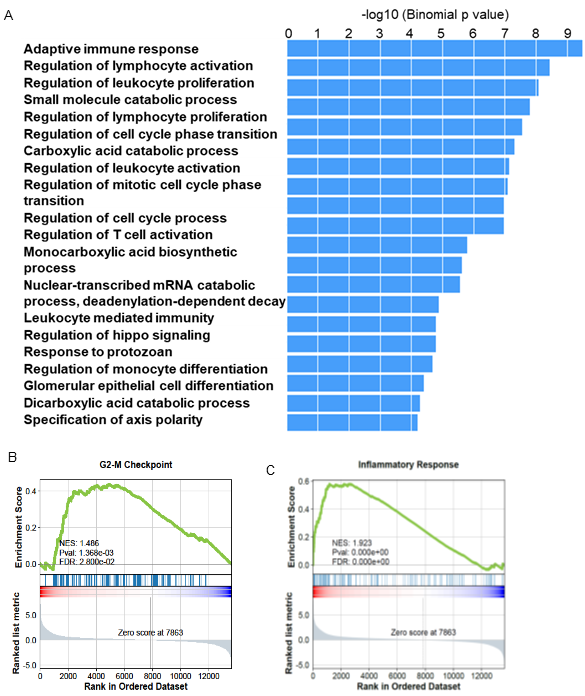 A
-log10 (Binomial p value)
0 1 2 3 4 5 6 7 8 9
Adaptive immune response
Regulation of lymphocyte activation
Regulation of leukocyte proliferation
Small molecule catabolic process
Regulation of lymphocyte proliferation
Regulation of cell cycle phase transition
Carboxylic acid catabolic process
Regulation of leukocyte activation
Regulation of mitotic cell cycle phase
transition
Regulation of cell cycle process
Regulation of T cell activation
Monocarboxylic acid biosynthetic
process
Nuclear-transcribed mRNA catabolic
process, deadenylation-dependent decay
Leukocyte mediated immunity
Regulation of hippo signaling
Response to protozoan
Regulation of monocyte differentiation
Glomerular epithelial cell differentiation
Dicarboxylic acid catabolic process
Specification of axis polarity
B
G2-M Checkpoint
Enrichment Score
0.4
0.2
0.0
NES: 1.486
Pval: 1.368e-03
FDR: 2.800e-02
Ranked list metric
5.0
0.0
-5.0
Zero score at 7863
0 2000 4000 6000 8000 10000 12000
Rank in Ordered Dataset
C
Inflammatory Response
Enrichment Score
0.6
0.4
0.2
0.0
NES: 1.923
Pval: 0.000e+00
FDR: 0.000e+00
Ranked list metric
5.0
0.0
-5.0
Zero score at 7863
0 2000 4000 6000 8000 10000 12000
Rank in Ordered Dataset